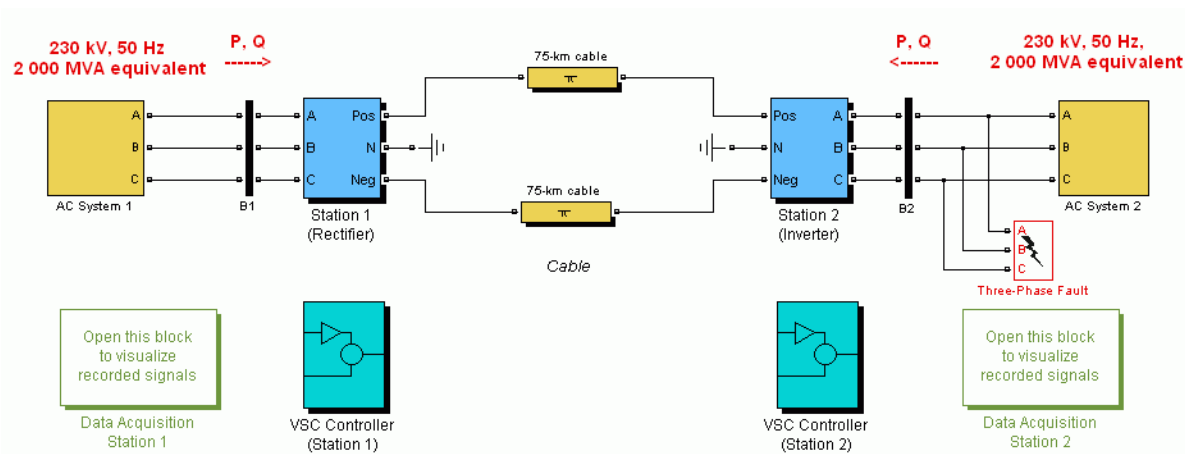 230 kV, 50 Hz
2 000 MVA equivalent
P, Q
------>
75-km cable
π
P, Q
<------
230 kV, 50 Hz,
2 000 MVA equivalent
A
B
C
AC System 1
B1
A
B
C
Pos
N
Neg
Station 1
(Rectifier)
75-km cable
π
Cable
Pos
N
Neg
A
B
C
Station 2
(Inverter)
B2
A
B
C
AC System 2
A
B
C
Three-Phase Fault
Open this block
to visualize
recorded signals
Data Acquisition
Station 1
VSC Controller
(Station 1)
VSC Controller
(Station 2)
Open this block
to visualize
recorded signals
Data Acquisition
Station 2